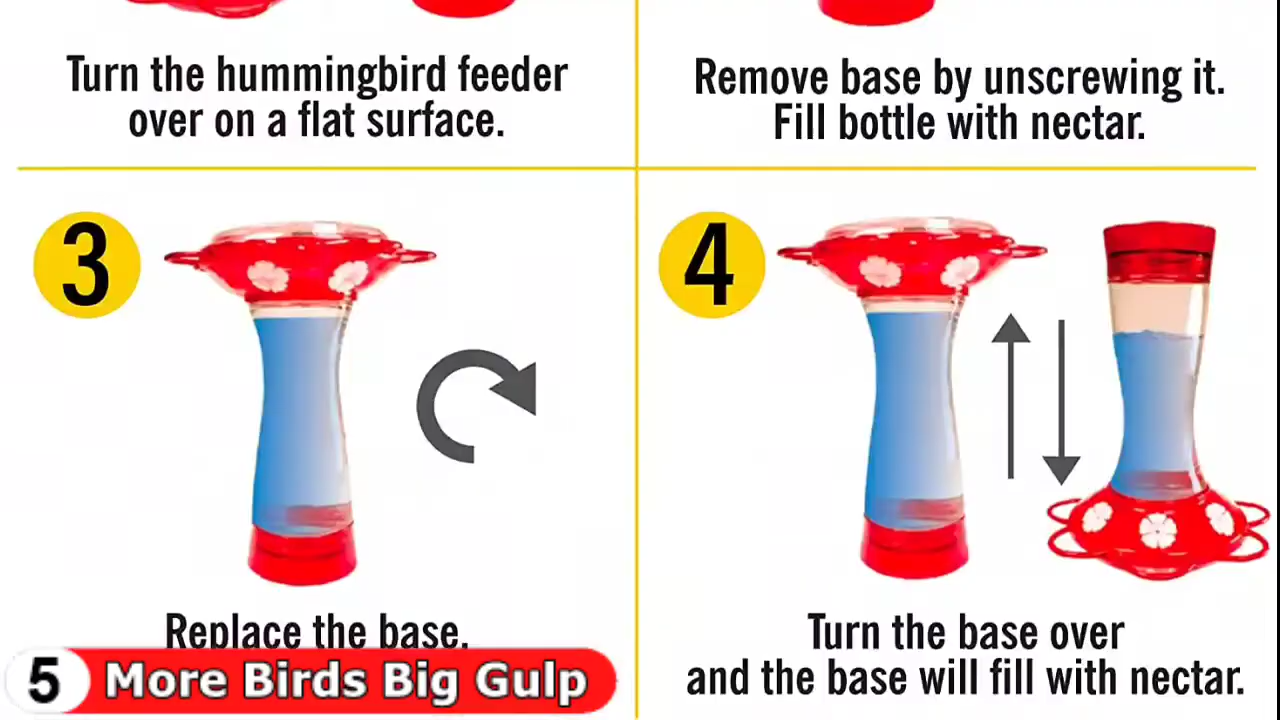 Turn the hummingbird feeder
over on a flat surface.
Remove base by unscrewing it.
Fill bottle with nectar.
3
Replace the base.
4
Turn the base over
and the base will fill with nectar.
5 More Birds Big Gulp